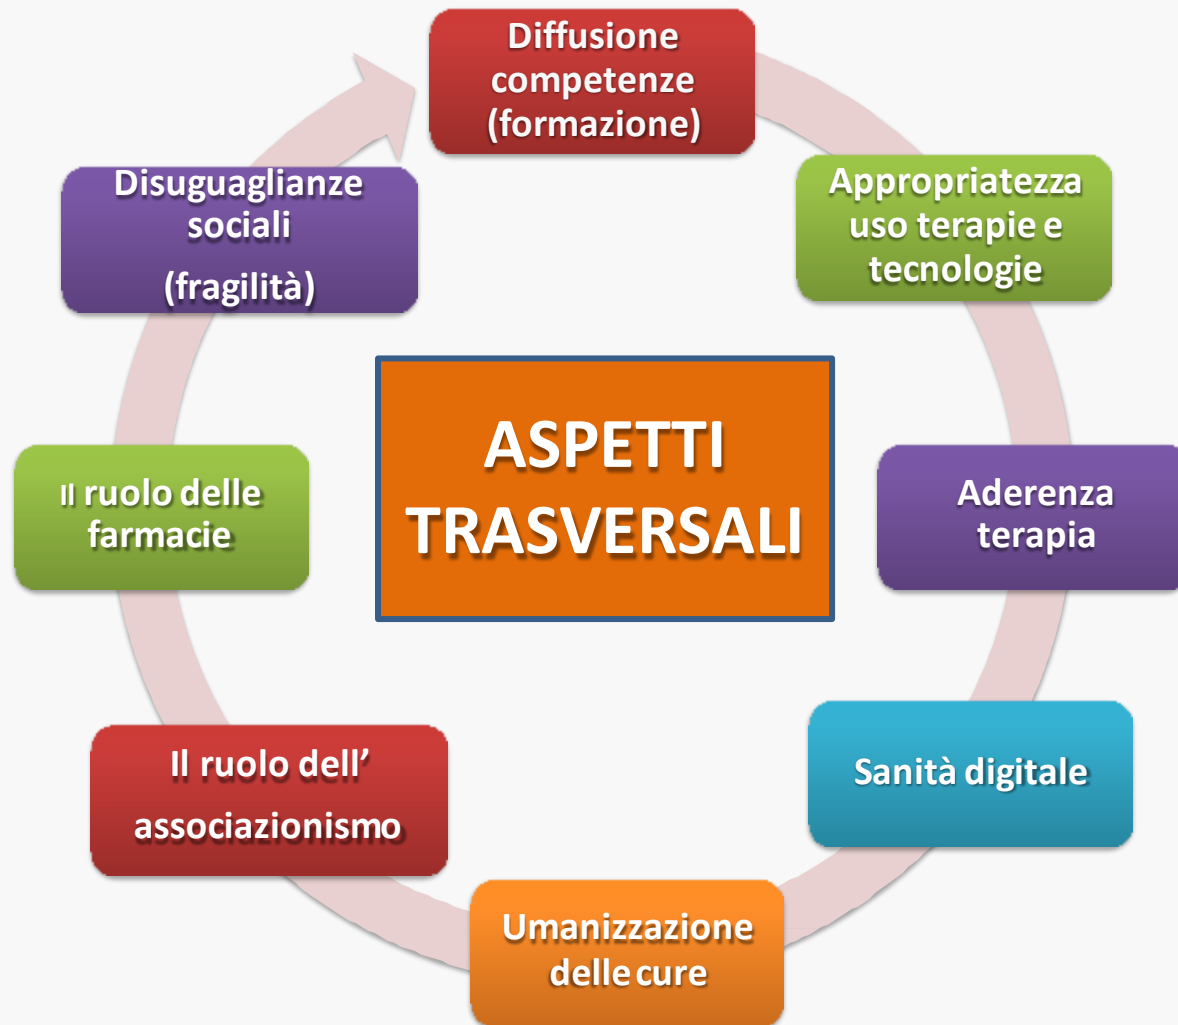 Diffusione
competenze
(formazione)
Appropriatezza
uso terapie e
tecnologie
Aderenza
terapia
Sanità digitale
Umanizzazione
delle cure
Il ruolo dell'
associazionismo
Il ruolo delle
farmacie
Disuguaglianze
sociali
(fragilità)
ASPETTI
TRASVERSALI